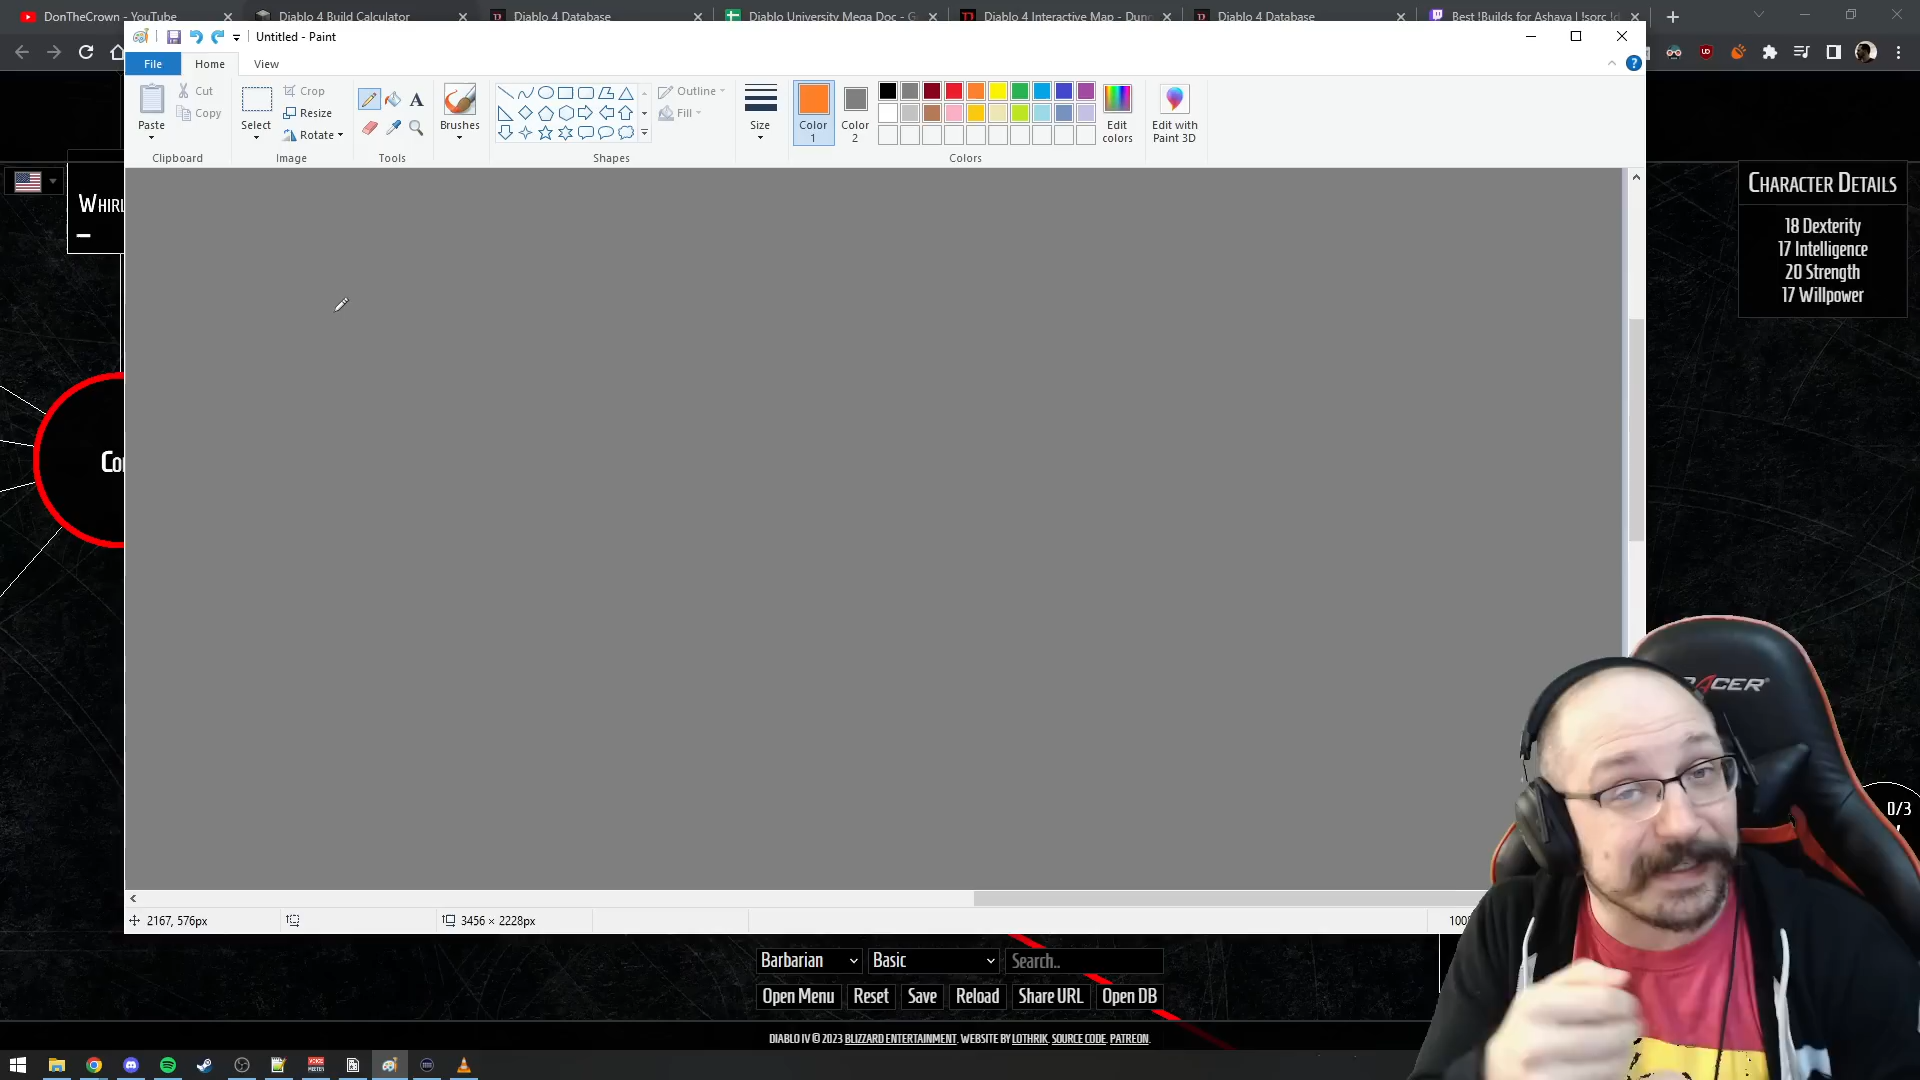 DonTheCrown - YouTube
Diablo 4 Build Calculator
Diablo 4 Database
Diablo University Mega Doc - G
Diablo 4 Interactive Map - Dun
Diablo 4 Database
Best !Builds for Ashava | !sorc !d
Untitled - Paint
File
Home
View
Paste
Cut
Copy
Clipboard
Select
Crop
Resize
Rotate
Image
A
Tools
Brushes
Outline
Fill
Shapes
Size
Color
1
Color
2
Edit
colors
Edit with
Paint 3D
Colors
Whirl
Character Details
18 Dexterity
17 Intelligence
20 Strength
17 Willpower
RACER
0/3
2167, 576px
3456 × 2228px
Barbarian
Basic
Search..
Open Menu
Reset
Save
Reload
Share URL
Open DB
DIABLO IV © 2023 BLIZZARD ENTERTAINMENT. WEBSITE BY LOTHRIK. SOURCE CODE. PATREON.